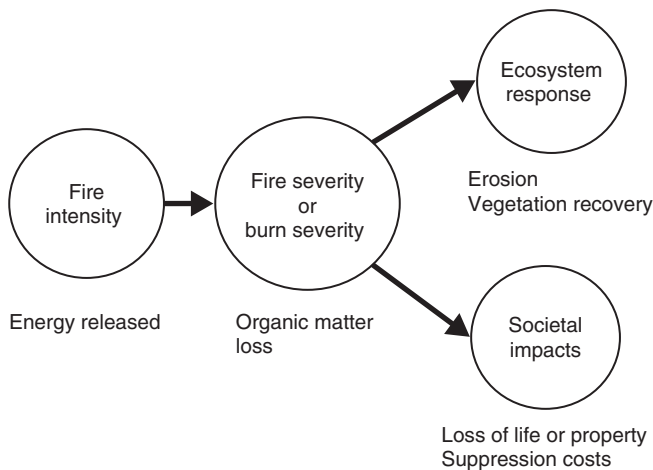 Fire
intensity
Energy released
Fire severity
or
burn severity
Organic matter
loss
Ecosystem
response
Erosion
Vegetation recovery
Societal
impacts
Loss of life or property
Suppression costs